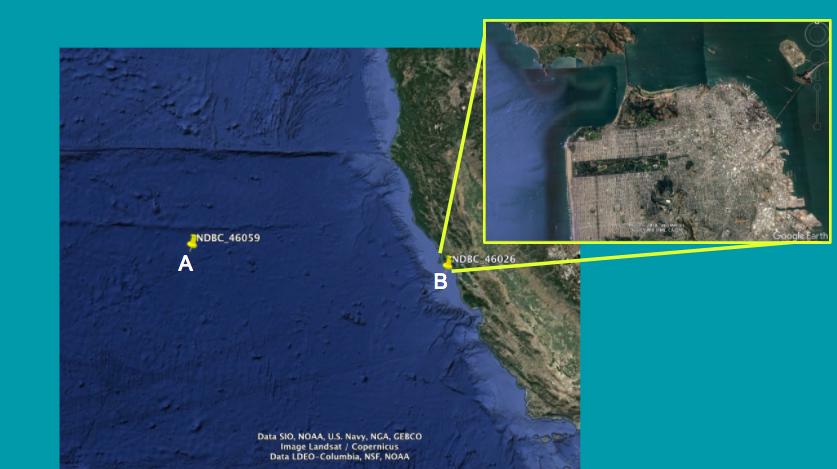 NDBC_46059
A
NDBC_46026
B
Google Earth
Data SIO, NOAA, U.S. Navy, NGA, GEBCO
Image Landsat / Copernicus
Data LDEO-Columbia, NSF, NOAA